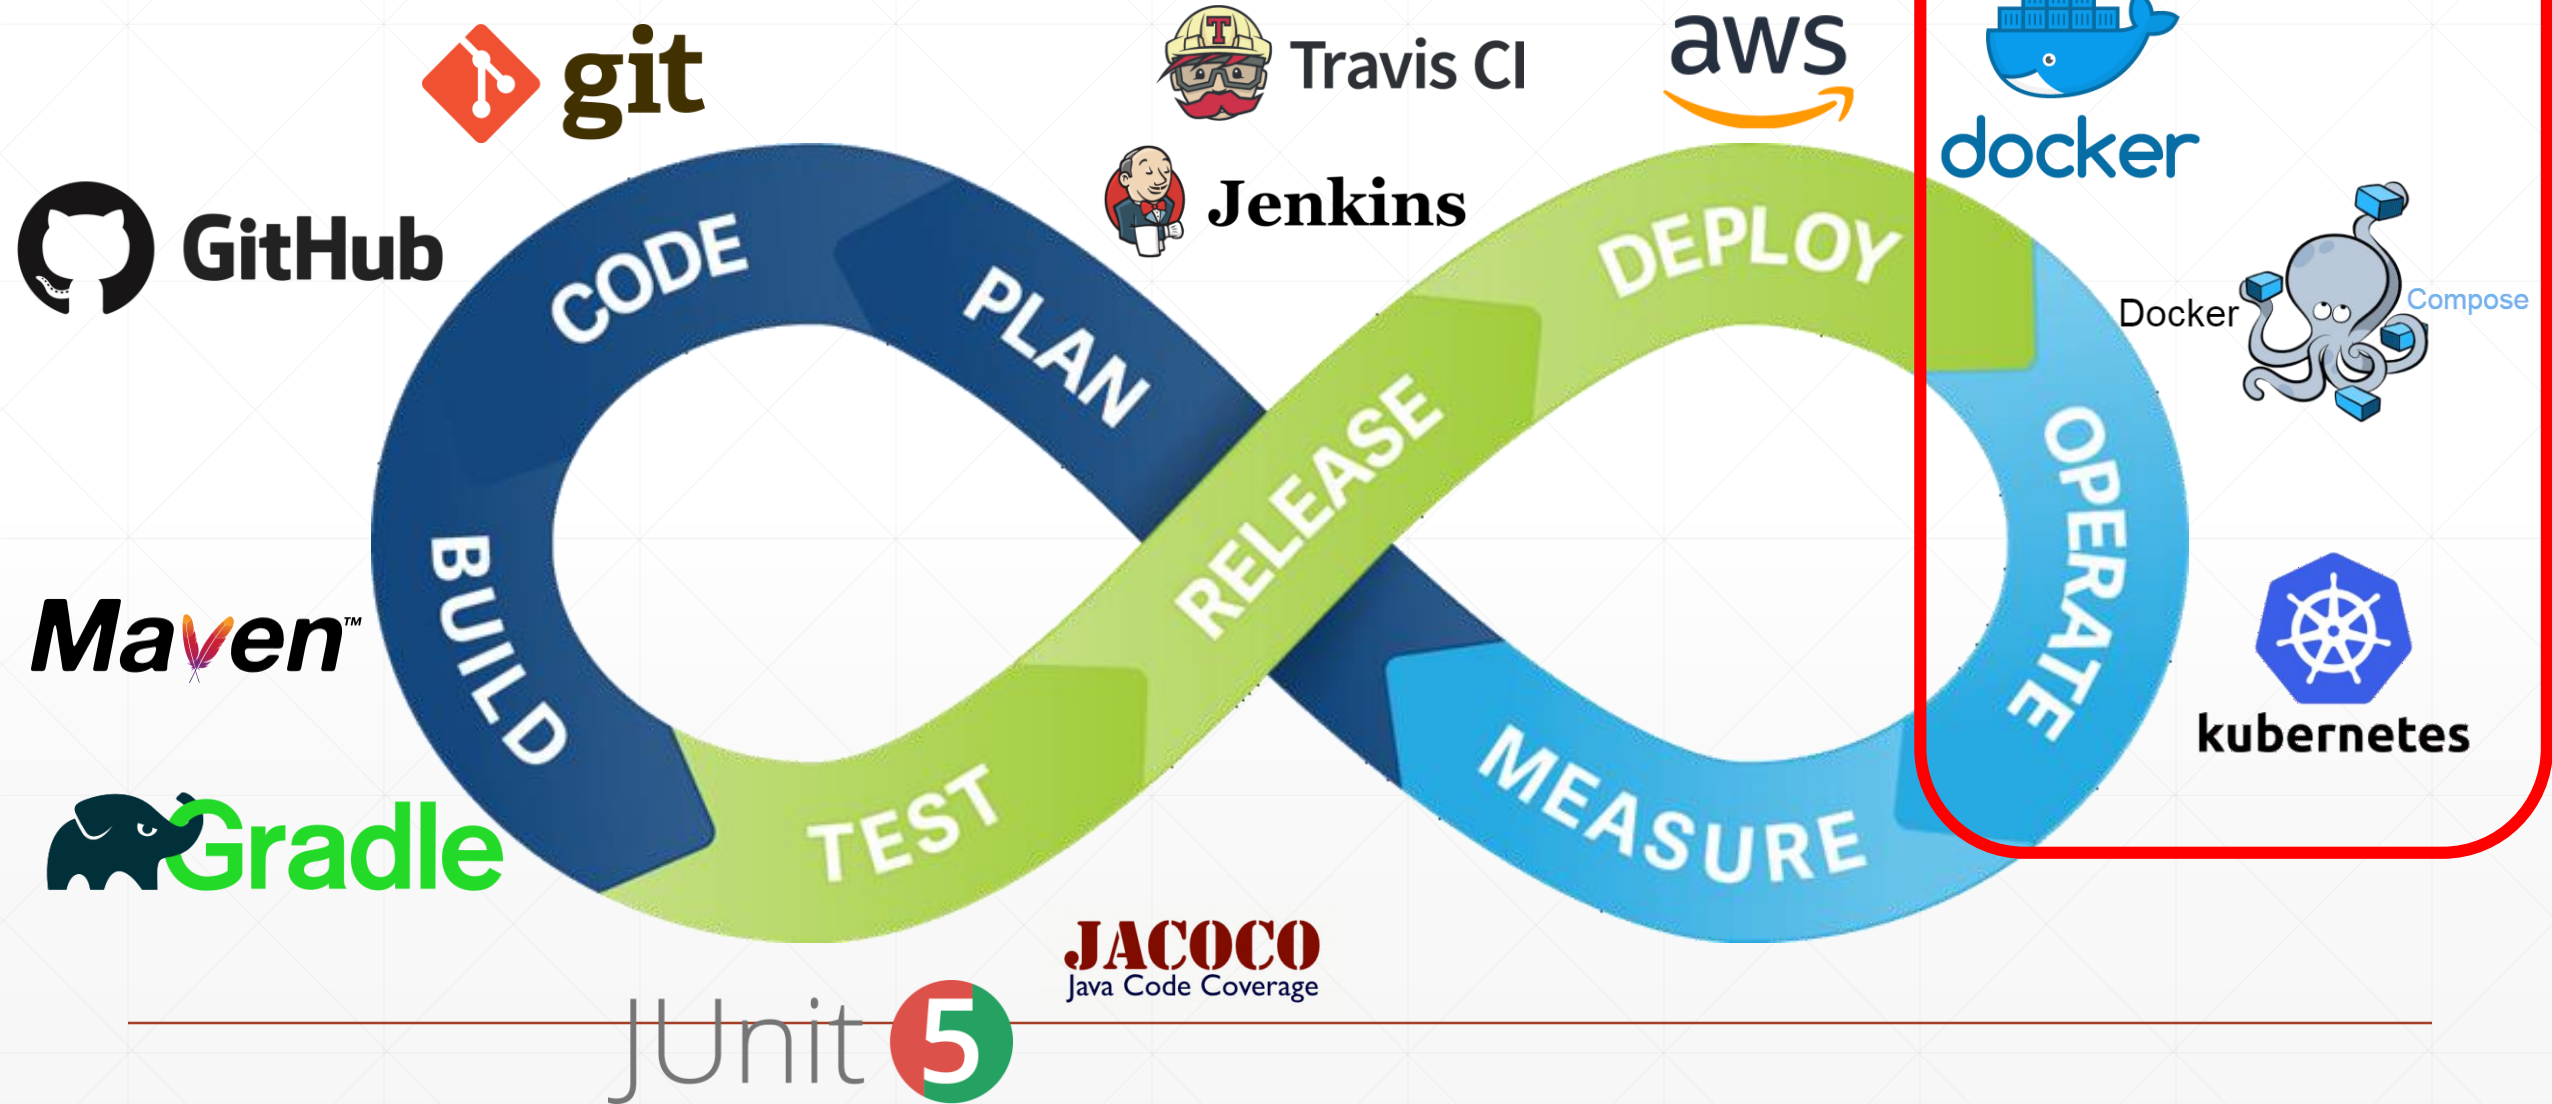 git
Travis CI
aws
docker
GitHub
Jenkins
CODE
PLAN
DEPLOY
Docker
Compose
RELEASE
OPERATE
BUILD
Maven™
kubernetes
TEST
MEASURE
Gradle
JACOCO
Java Code Coverage
JUnit 5
T